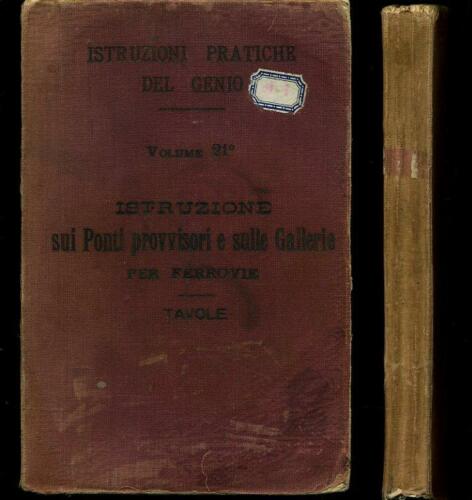 ISTRUZIONI PRATICHE
DEL GENIO
VOLUME 21°
ISTRUZIONE
sui Ponti provvisori e sulle Gallerie
PER FERROVIE
TAVOLE